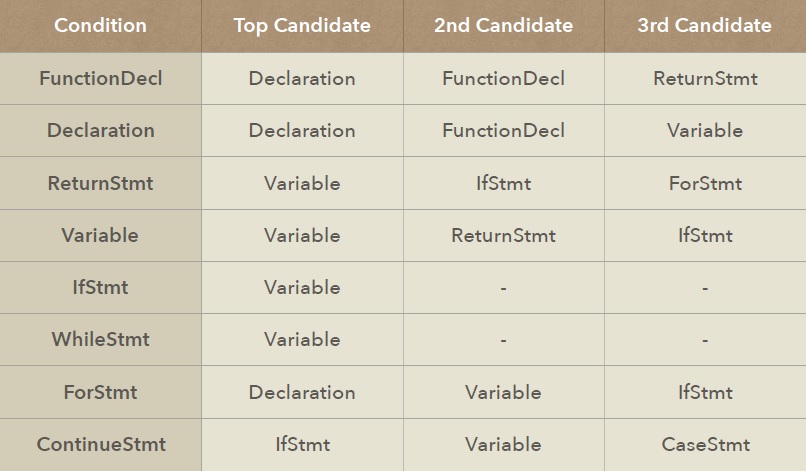 Condition Top Candidate 2nd Candidate 3rd Candidate
FunctionDecl Declaration FunctionDecl ReturnStmt
Declaration Declaration FunctionDecl Variable
ReturnStmt Variable IfStmt ForStmt
Variable Variable ReturnStmt IfStmt
IfStmt Variable - -
WhileStmt Variable - -
ForStmt Declaration Variable IfStmt
ContinueStmt IfStmt Variable CaseStmt